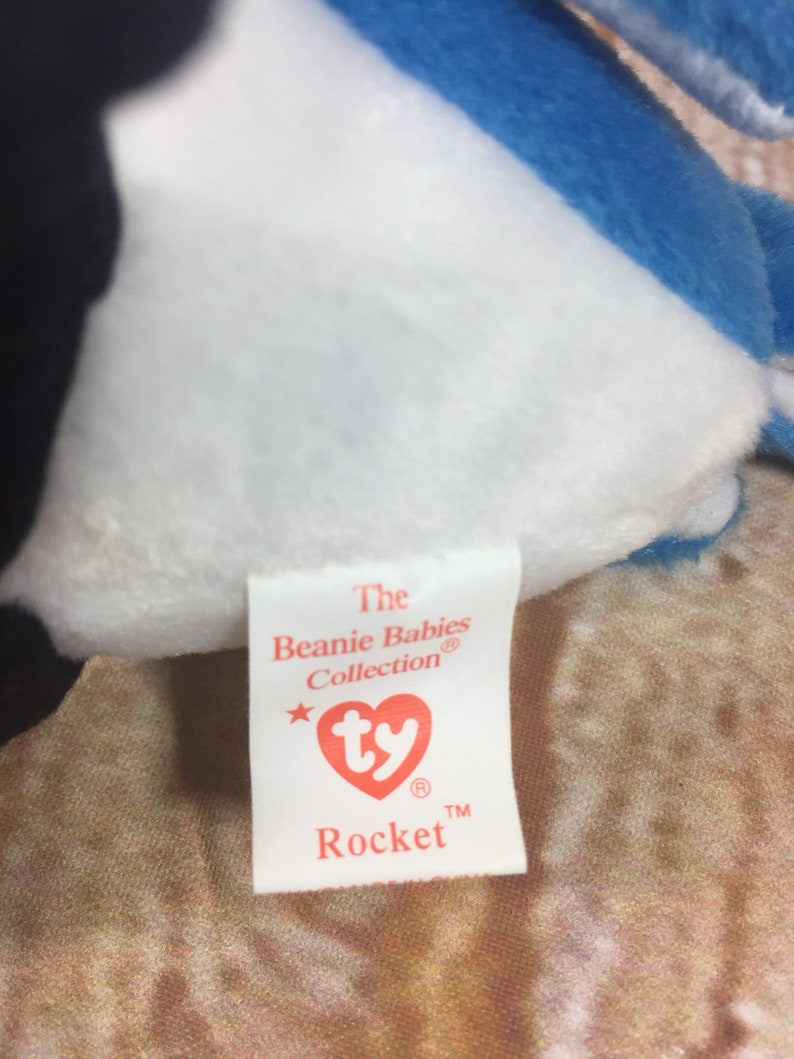 The
Beanie Babies
Collection®
ty®
Rocket™